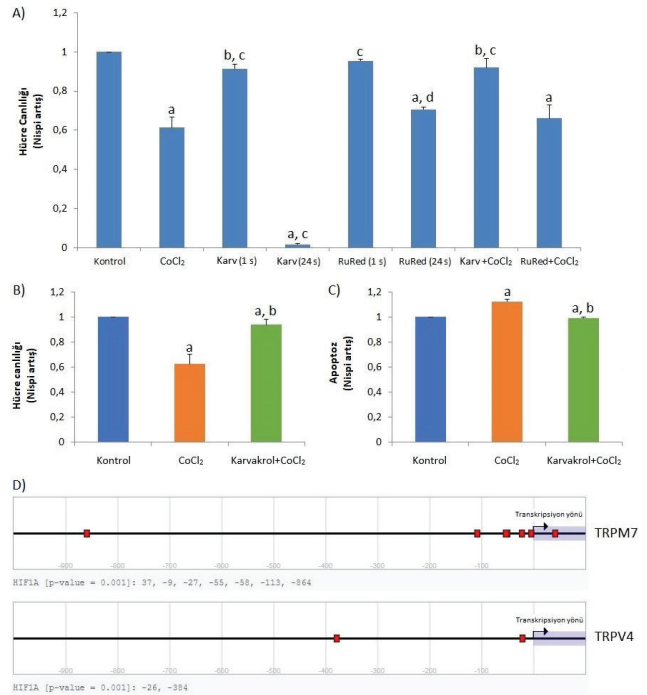 A)
Hücre Canlılığı
(Nispi artış)
1,2
1
0,8
0,6
0,4
0,2
0
a
b, c
a, c
c
a, d
b, c
a
Kontrol
CoCl₂
Karv (1 s)
Karv(24 s)
RuRed (1 s)
RuRed (24 s)
Karv +CoCl₂
RuRed+CoCl₂
B)
Hücre canlılığı
(Nispi artış)
1,2
1
0,8
0,6
0,4
0,2
0
a
a, b
Kontrol
CoCl₂
Karvakrol+CoCl₂
C)
Apoptoz
(Nispi artış)
1,2
1
0,8
0,6
0,4
0,2
0
a
a, b
Kontrol
CoCl₂
Karvakrol+CoCl₂
D)
Transkripsiyon yönü
TRPM7
-900
-800
-700
-600
-500
-400
-300
-200
-100
HIF1A [p-value = 0.001]: 37, -9, -27, -55, -58, -113, -864
Transkripsiyon yönü
TRPV4
-900
-800
-700
-600
-500
-400
-300
-200
-100
HIF1A [p-value = 0.001]: -26, -384